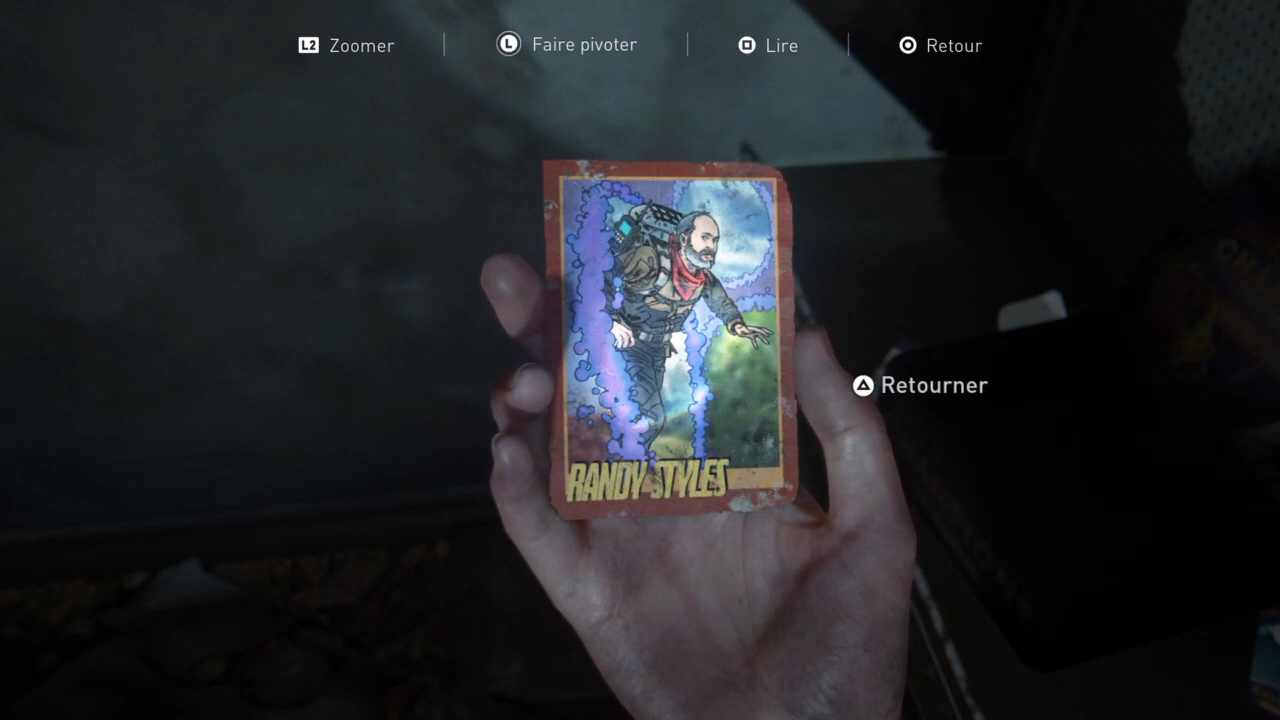 L2 Zoomer
L Faire pivoter
Lire
Retour
Retourner
RANDY STYLES